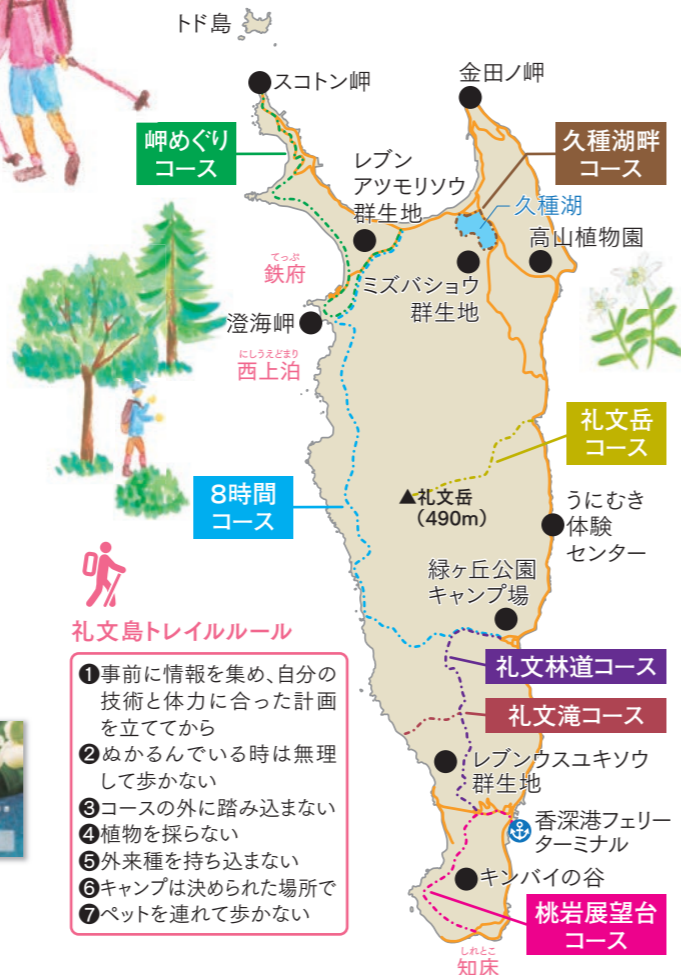 トド島
スコトン岬
金田ノ岬
岬めぐり
コース
久種湖畔
コース
レブン
アツモリソウ
群生地
久種湖
高山植物園
てっぷ
鉄府
ミズバショウ
群生地
澄海岬
にしうえどまり
西上泊
礼文岳
コース
8時間
コース
▲礼文岳
(490m)
うにむき
体験
センター
緑ヶ丘公園
キャンプ場
礼文島トレイルルール
❶事前に情報を集め、自分の
技術と体力に合った計画
を立ててから
❷ぬかるんでいる時は無理
して歩かない
❸コースの外に踏み込まない
❹植物を採らない
❺外来種を持ち込まない
❻キャンプは決められた場所で
❼ペットを連れて歩かない
礼文林道コース
礼文滝コース
レブンウスユキソウ
群生地
香深港フェリー
ターミナル
キンバイの谷
桃岩展望台
コース
しれとこ
知床